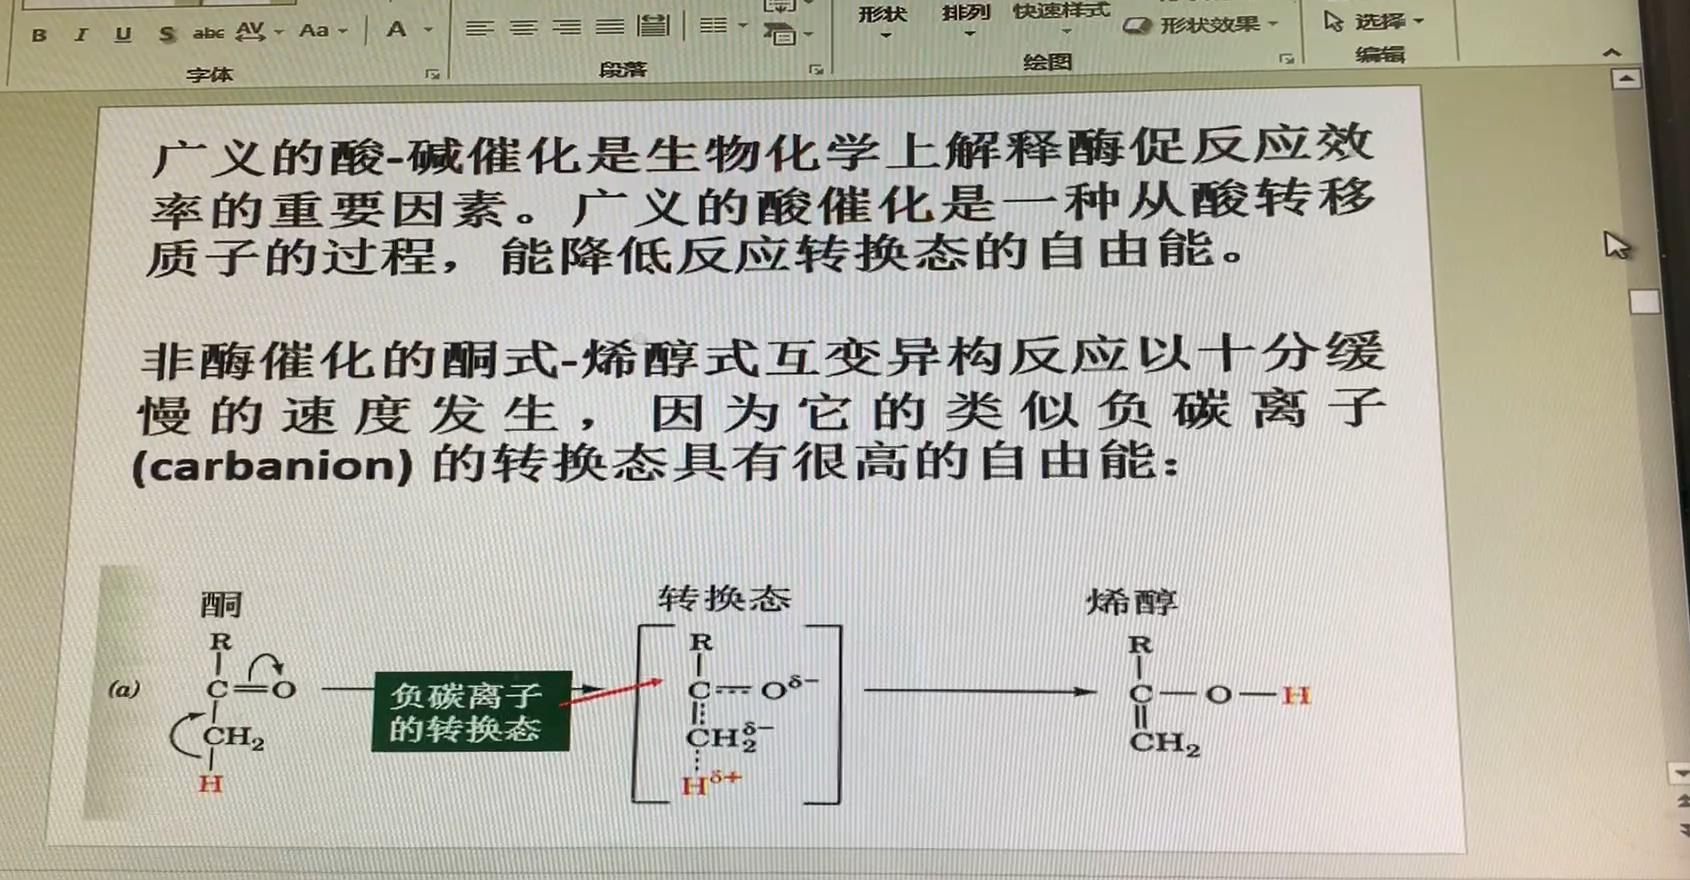 B I U S abc AV Aa A
形状 排列 快速样式
形状效果
选择
字体 段落 绘图 编辑
广义的酸-碱催化是生物化学上解释酶促反应效
率的重要因素。广义的酸催化是一种从酸转移
质子的过程，能降低反应转换态的自由能。
非酶催化的酮式-烯醇式互变异构反应以十分缓
慢的速度发生，因为它的类似负碳离子
(carbanion) 的转换态具有很高的自由能：
酮 转换态 烯醇
R R R
(a) C=O 负碳离子 C O δ− C—O—H
的转换态
CH2 CH2 δ− CH2
H H δ+